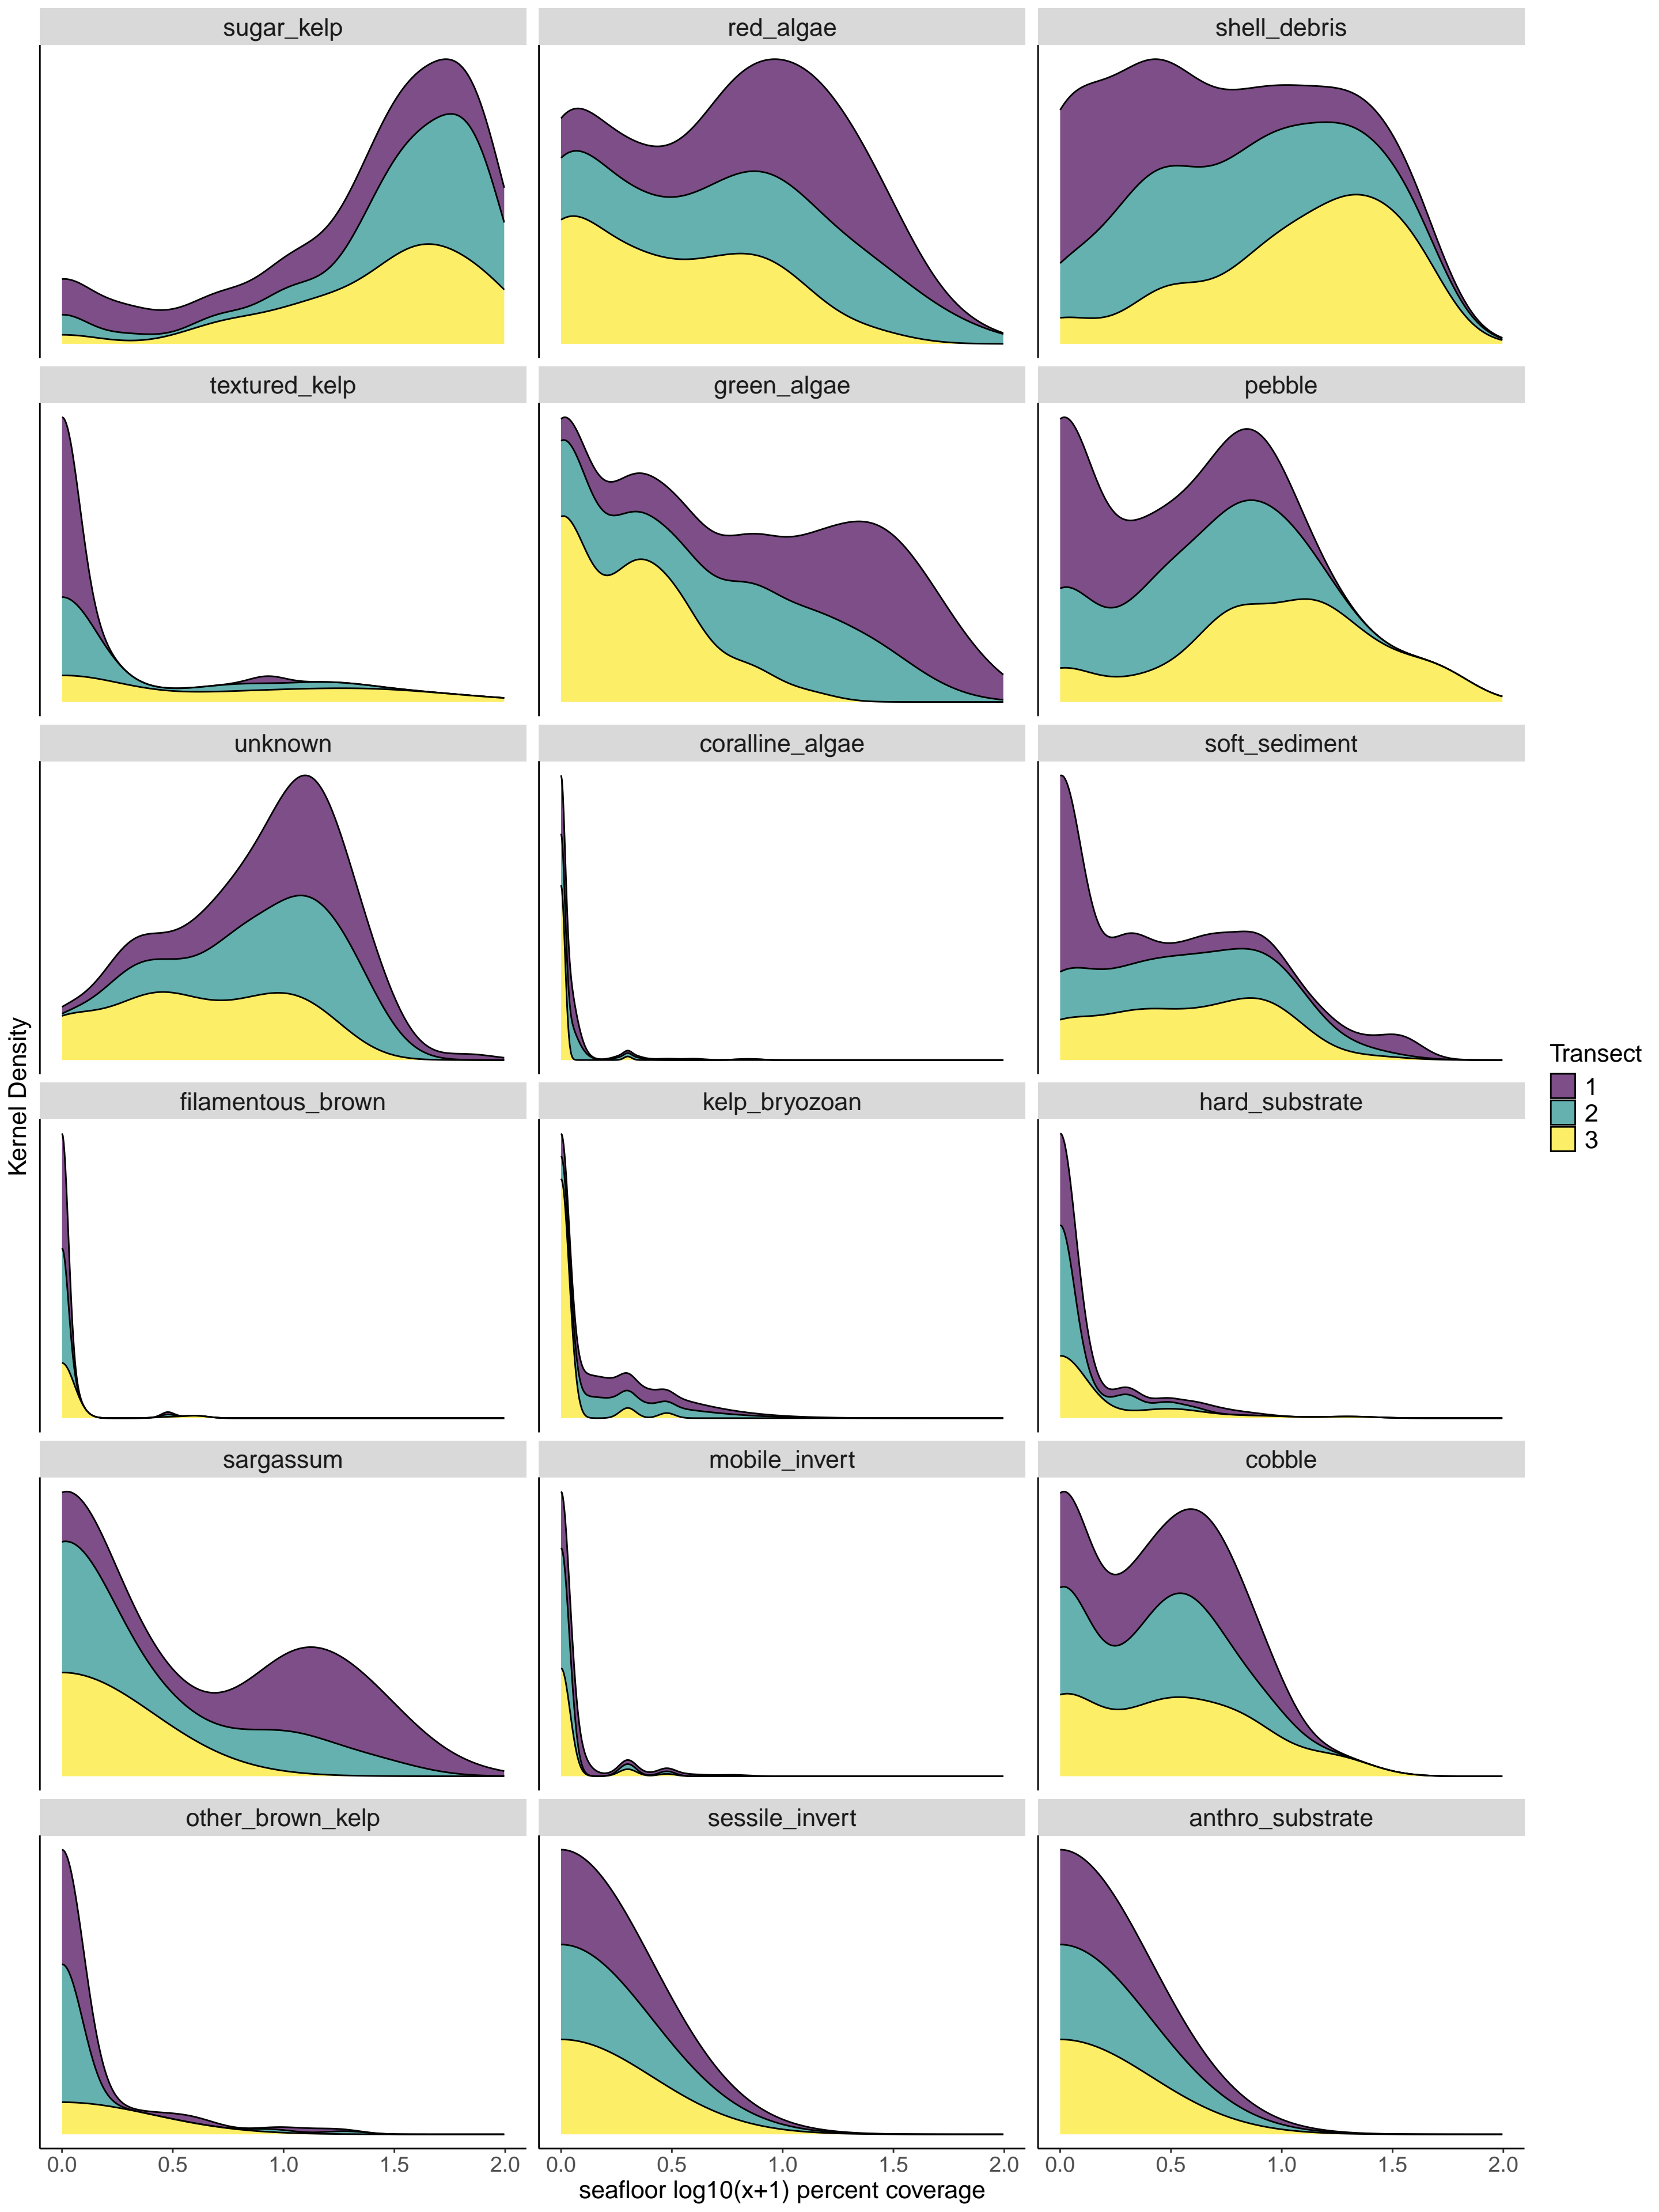 sugar_kelp
red_algae
shell_debris
textured_kelp
green_algae
pebble
unknown
coralline_algae
soft_sediment
filamentous_brown
kelp_bryozoan
hard_substrate
sargassum
mobile_invert
cobble
other_brown_kelp
sessile_invert
anthro_substrate
0.0 0.5 1.0 1.5 2.0
0.0 0.5 1.0 1.5 2.0
0.0 0.5 1.0 1.5 2.0
seafloor log10(x+1) percent coverage
Kernel Density
Transect
1
2
3